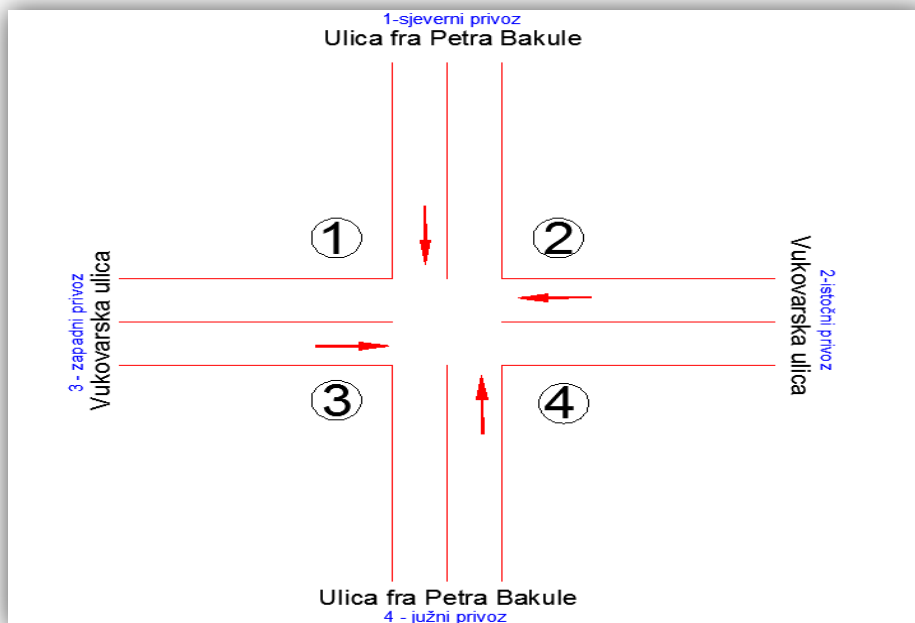 1-sjeverni privoz
Ulica fra Petra Bakule
1
2
3 - zapadni privoz
Vukovarska ulica
Vukovarska ulica
2-istočni privoz
3
4
Ulica fra Petra Bakule
4 - južni privoz